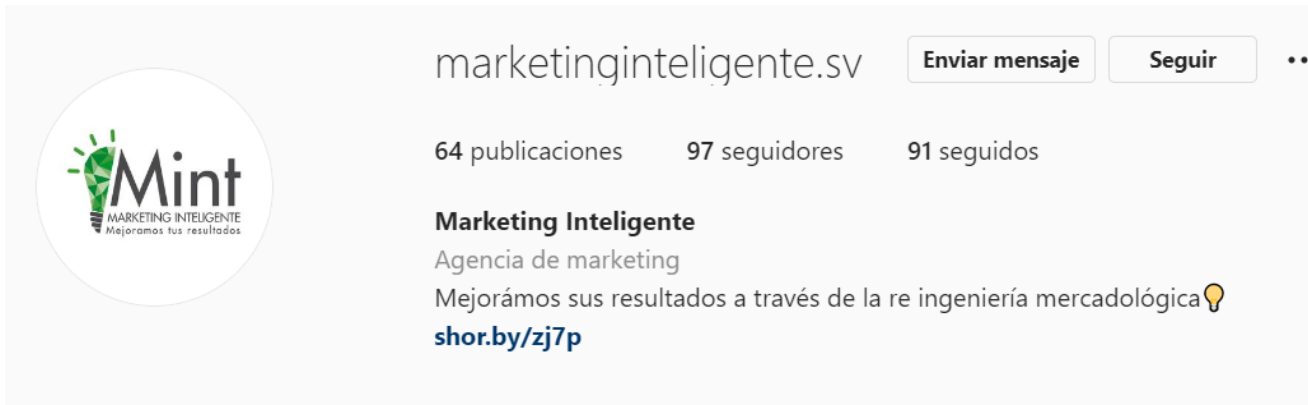 marketinginteligente.sv
Enviar mensaje
Seguir
64 publicaciones 97 seguidores 91 seguidos
Marketing Inteligente
Agencia de marketing
Mejorámos sus resultados a través de la re ingeniería mercadológica💡
shor.by/zj7p
Mint
MARKETING INTELIGENTE
Mejoramos tus resultados